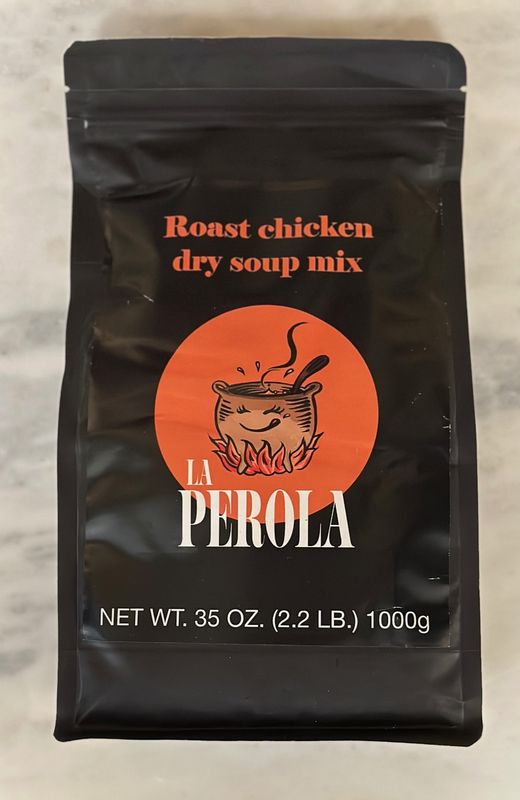 Roast chicken
dry soup mix
LA
PEROLA
NET WT. 35 OZ. (2.2 LB.) 1000g